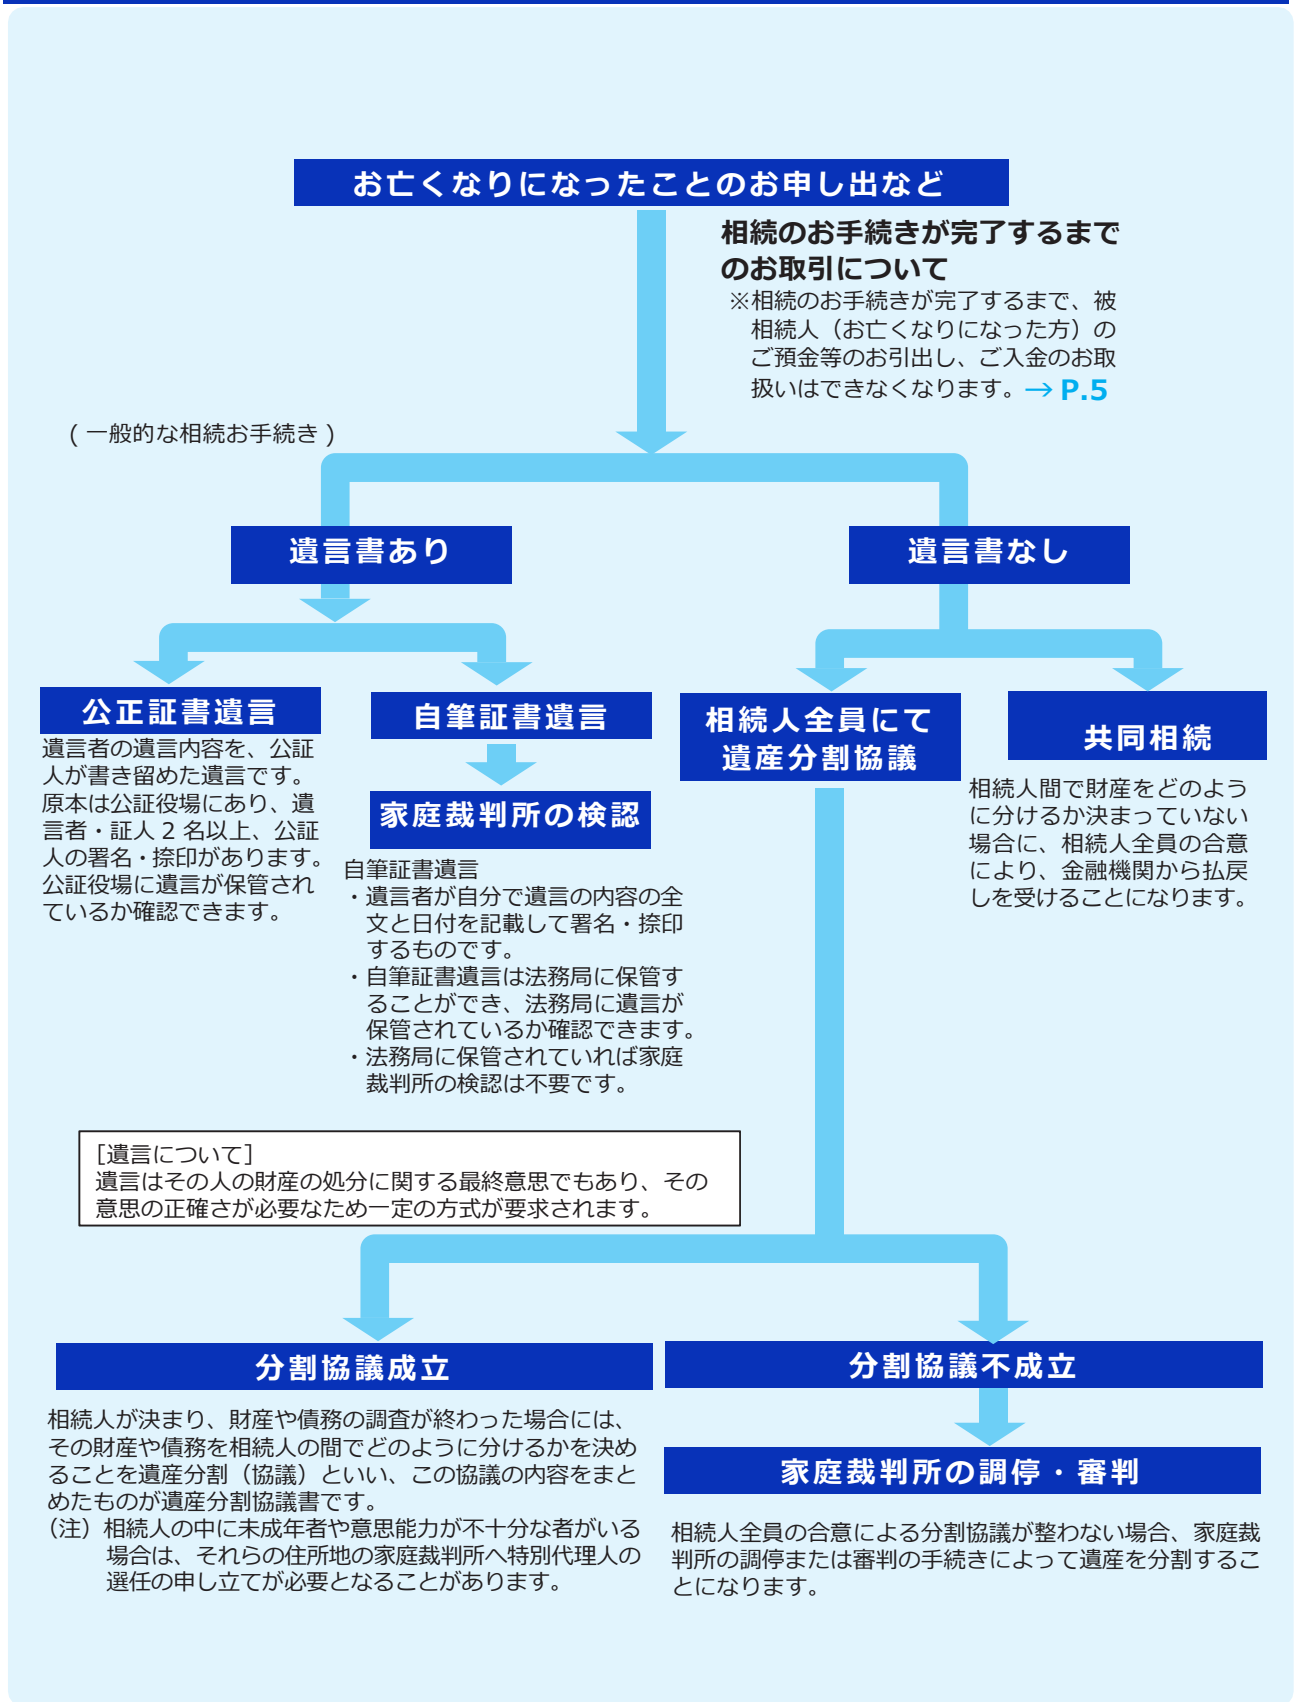 お亡くなりになったことのお申し出など
相続のお手続きが完了するまで
のお取引について
※相続のお手続きが完了するまで、被
相続人（お亡くなりになった方）の
ご預金等のお引出し、ご入金のお取
扱いはできなくなります。→ P.5
( 一般的な相続お手続き )
遺言書あり
遺言書なし
公正証書遺言
遺言者の遺言内容を、公証
人が書き留めた遺言です。
原本は公証役場にあり、遺
言者・証人 2 名以上、公証
人の署名・捺印があります。
公証役場に遺言が保管され
ているか確認できます。
自筆証書遺言
家庭裁判所の検認
自筆証書遺言
・遺言者が自分で遺言の内容の全
文と日付を記載して署名・捺印
するものです。
・自筆証書遺言は法務局に保管す
ることができ、法務局に遺言が
保管されているか確認できます。
・法務局に保管されていれば家庭
裁判所の検認は不要です。
相続人全員にて
遺産分割協議
共同相続
相続人間で財産をどのよう
に分けるか決まっていない
場合に、相続人全員の合意
により、金融機関から払戻
しを受けることになります。
［遺言について］
遺言はその人の財産の処分に関する最終意思でもあり、その
意思の正確さが必要なため一定の方式が要求されます。
分割協議成立
相続人が決まり、財産や債務の調査が終わった場合には、
その財産や債務を相続人の間でどのように分けるかを決め
ることを遺産分割（協議）といい、この協議の内容をまと
めたものが遺産分割協議書です。
（注）相続人の中に未成年者や意思能力が不十分な者がいる
場合は、それらの住所地の家庭裁判所へ特別代理人の
選任の申し立てが必要となることがあります。
分割協議不成立
家庭裁判所の調停・審判
相続人全員の合意による分割協議が整わない場合、家庭裁
判所の調停または審判の手続きによって遺産を分割するこ
とになります。